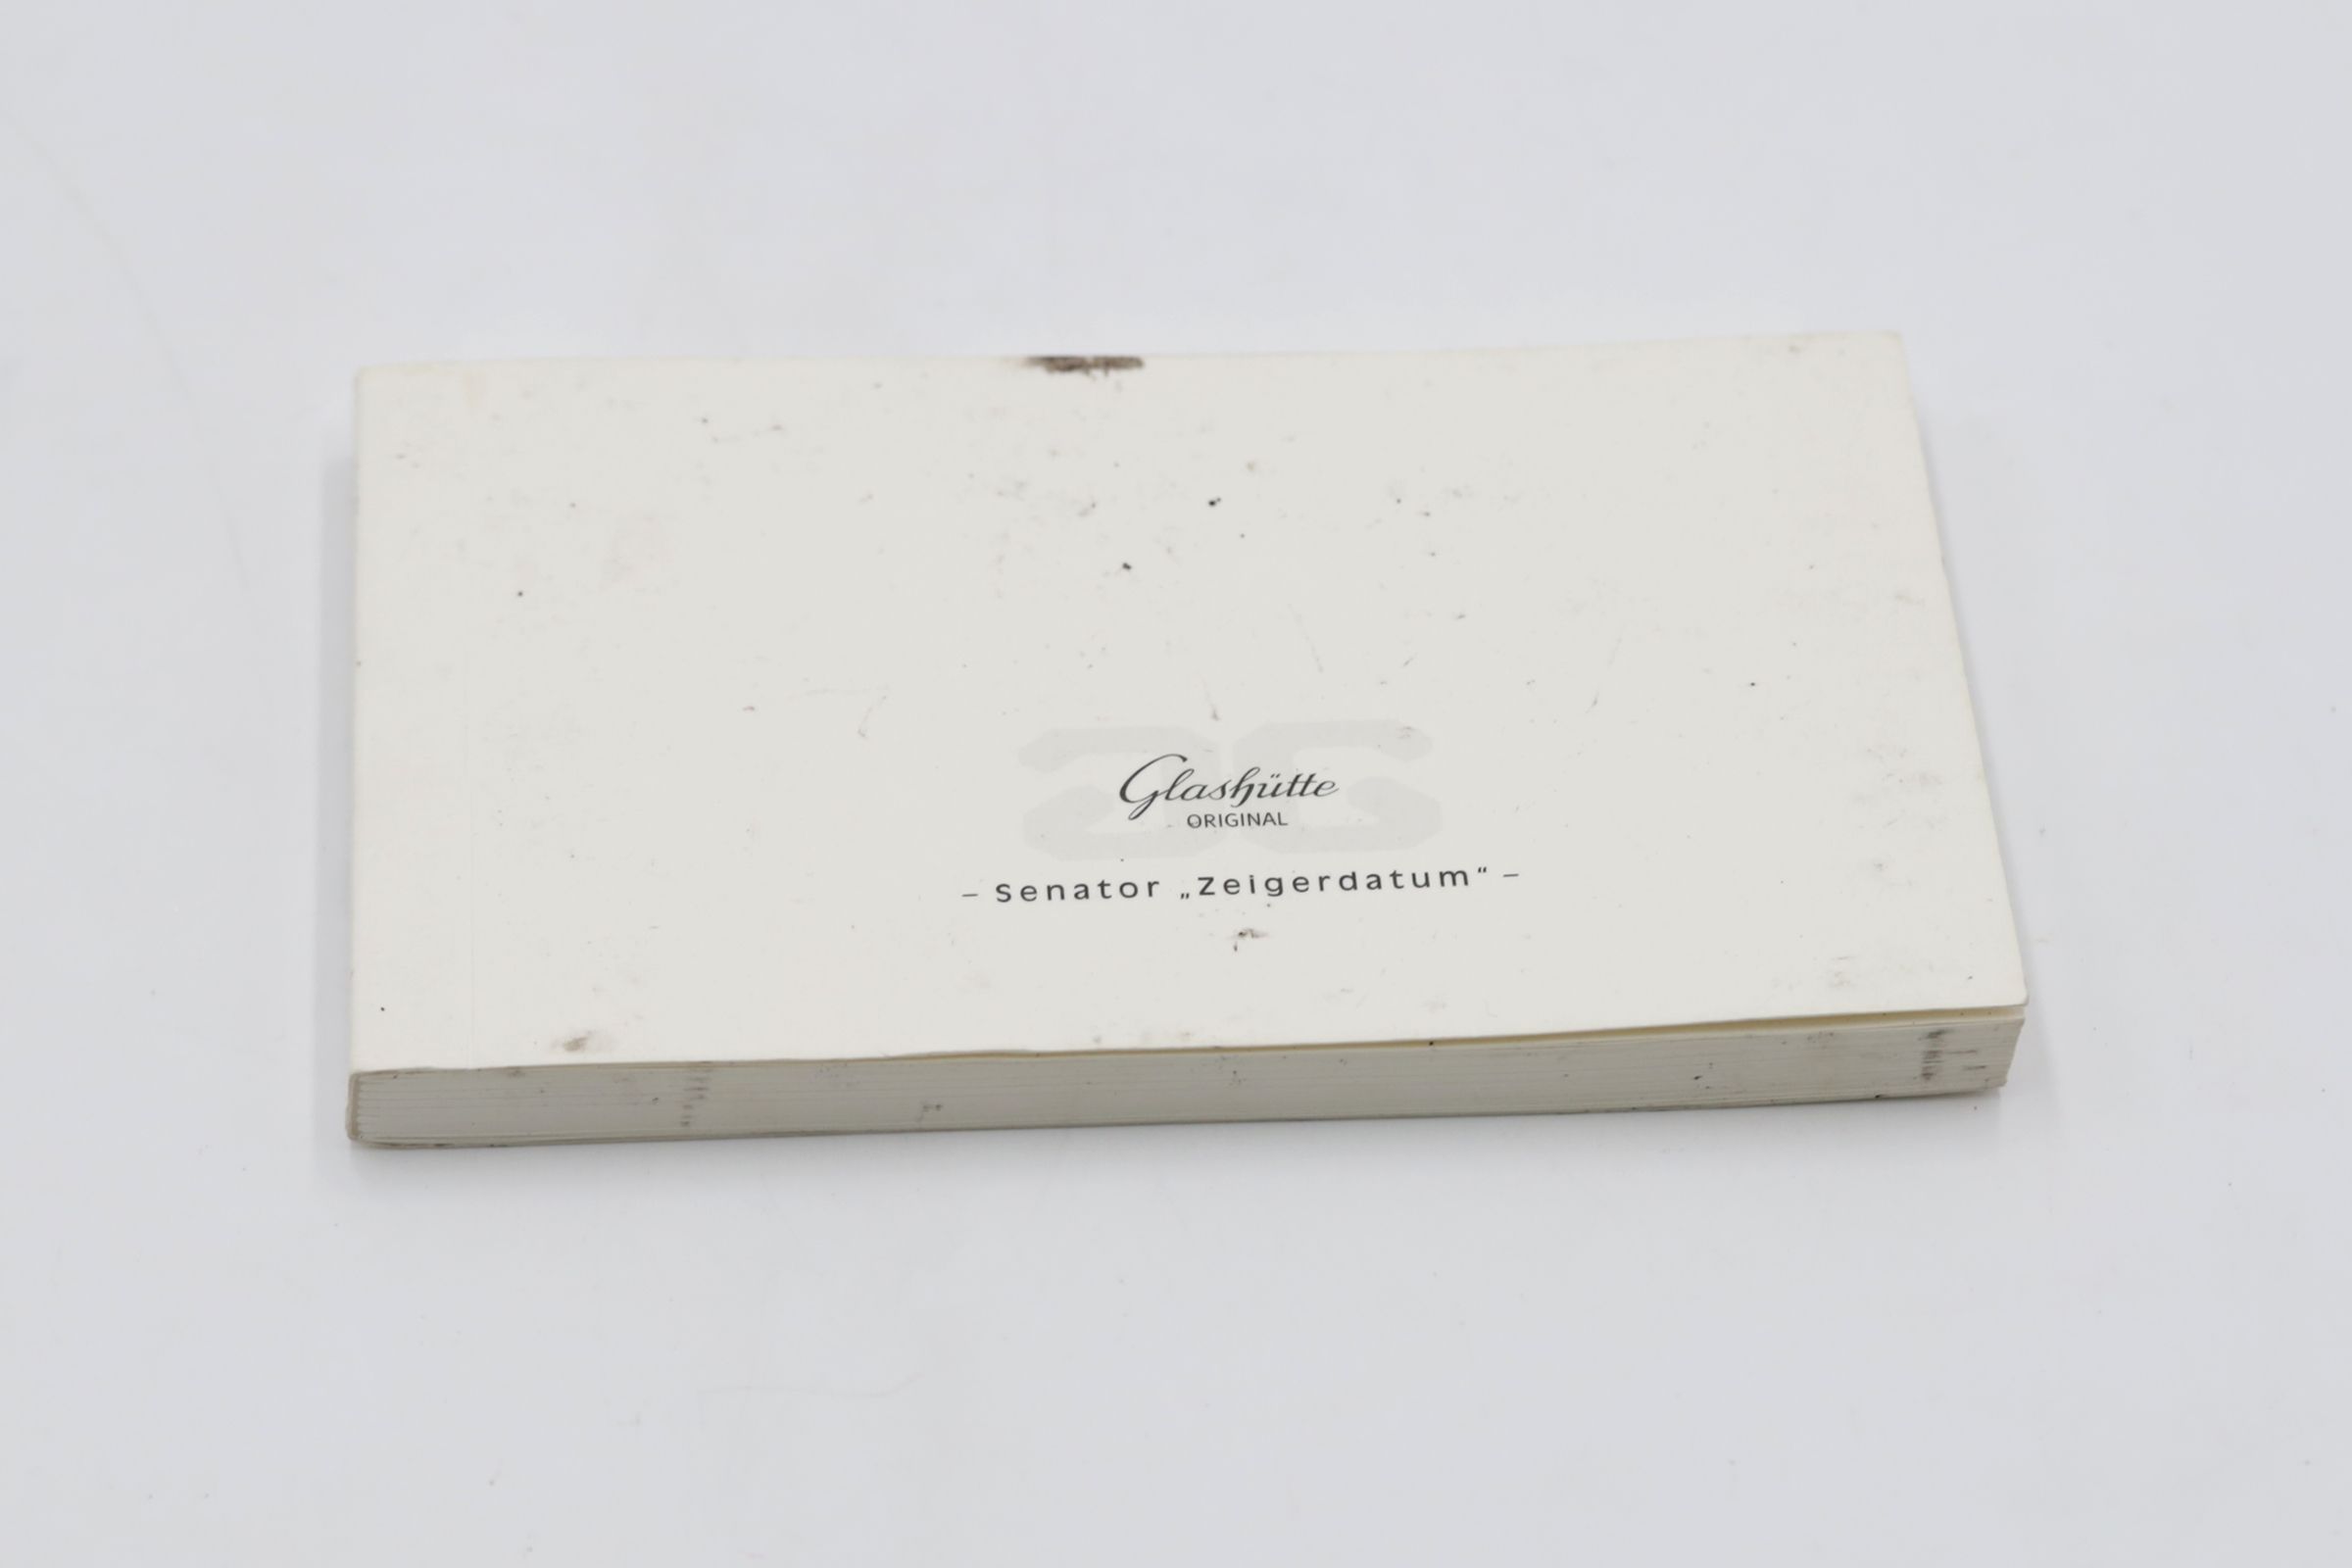 Glashütte
ORIGINAL
– Senator „Zeigerdatum“ –